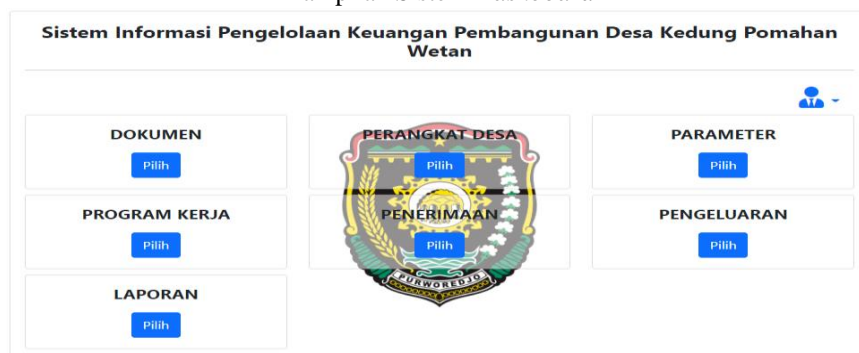 Sistem Informasi Pengelolaan Keuangan Pembangunan Desa Kedung Pomahan
Wetan
DOKUMEN
Pilih
PERANGKAT DESA
Pilih
PARAMETER
Pilih
PROGRAM KERJA
Pilih
PENERIMAAN
Pilih
PENGELUARAN
Pilih
LAPORAN
Pilih
PURWOREDJO